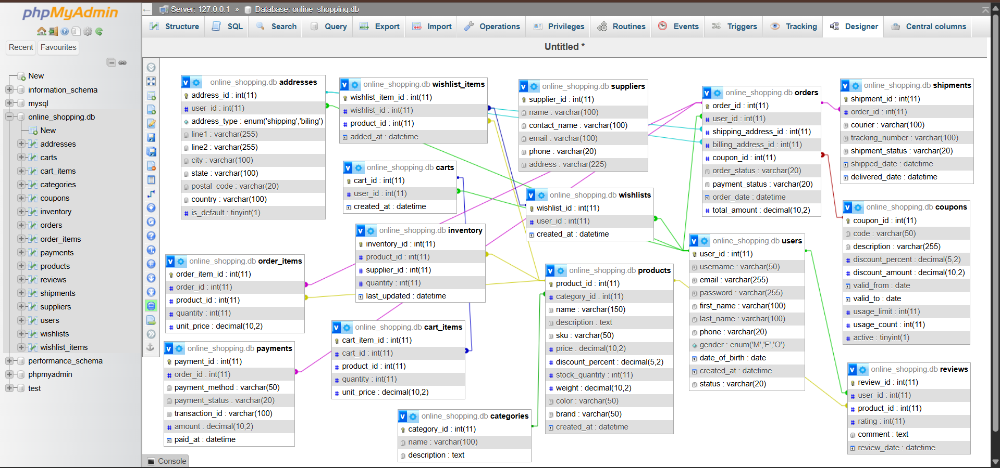 phpMyAdmin
Recent
Favourites
New
information_schema
mysql
online_shopping.db
New
addresses
carts
cart_items
categories
coupons
inventory
orders
order_items
payments
products
reviews
shipments
suppliers
users
wishlists
wishlist_items
performance_schema
phpmyadmin
test
Server: 127.0.0.1 » Database: online_shopping.db
Structure
SQL
Search
Query
Export
Import
Operations
Privileges
Routines
Events
Triggers
Tracking
Designer
Central columns
Untitled *
online_shopping.db addresses
address_id : int(11)
user_id : int(11)
address_type : enum('shipping','biling')
line1 : varchar(255)
line2 : varchar(255)
city : varchar(100)
state : varchar(100)
postal_code : varchar(20)
country : varchar(100)
is_default : tinyint(1)
online_shopping.db wishlist_items
wishlist_item_id : int(11)
wishlist_id : int(11)
product_id : int(11)
added_at : datetime
online_shopping.db suppliers
supplier_id : int(11)
name : varchar(100)
contact_name : varchar(100)
email : varchar(100)
phone : varchar(20)
address : varchar(225)
online_shopping.db orders
order_id : int(11)
user_id : int(11)
shipping_address_id : int(11)
billing_address_id : int(11)
coupon_id : int(11)
order_status : varchar(20)
payment_status : varchar(20)
order_date : datetime
total_amount : decimal(10,2)
online_shopping.db shipments
shipment_id : int(11)
order_id : int(11)
courier : varchar(100)
tracking_number : varchar(100)
shipment_status : varchar(20)
shipped_date : datetime
delivered_date : datetime
online_shopping.db carts
cart_id : int(11)
user_id : int(11)
created_at : datetime
online_shopping.db wishlists
wishlist_id : int(11)
user_id : int(11)
created_at : datetime
online_shopping.db coupons
coupon_id : int(11)
code : varchar(50)
description : varchar(255)
discount_percent : decimal(5,2)
discount_amount : decimal(10,2)
valid_from : date
valid_to : date
usage_limit : int(11)
usage_count : int(11)
active : tinyint(1)
online_shopping.db inventory
inventory_id : int(11)
product_id : int(11)
supplier_id : int(11)
quantity : int(11)
last_updated : datetime
online_shopping.db users
user_id : int(11)
username : varchar(50)
email : varchar(255)
password : varchar(255)
first_name : varchar(100)
last_name : varchar(100)
phone : varchar(20)
gender : enum('M','F','O')
date_of_birth : date
created_at : datetime
status : varchar(20)
online_shopping.db order_items
order_item_id : int(11)
order_id : int(11)
product_id : int(11)
quantity : int(11)
unit_price : decimal(10,2)
online_shopping.db products
product_id : int(11)
category_id : int(11)
name : varchar(150)
description : text
sku : varchar(50)
price : decimal(10,2)
discount_percent : decimal(5,2)
stock_quantity : int(11)
weight : decimal(10,2)
color : varchar(50)
brand : varchar(50)
created_at : datetime
online_shopping.db cart_items
cart_item_id : int(11)
cart_id : int(11)
product_id : int(11)
quantity : int(11)
unit_price : decimal(10,2)
online_shopping.db payments
payment_id : int(11)
order_id : int(11)
payment_method : varchar(50)
payment_status : varchar(20)
transaction_id : varchar(100)
amount : decimal(10,2)
paid_at : datetime
online_shopping.db reviews
review_id : int(11)
user_id : int(11)
product_id : int(11)
rating : int(11)
comment : text
review_date : datetime
online_shopping.db categories
category_id : int(11)
name : varchar(100)
description : text
Console